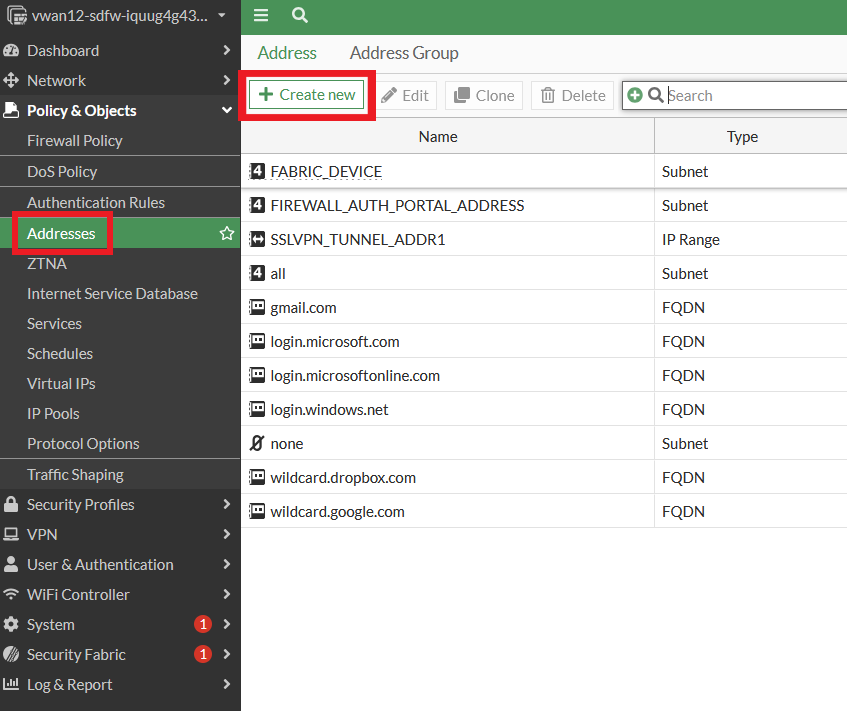 vwan12-sdfw-iquug4g43...
Dashboard
Network
Policy & Objects
Firewall Policy
DoS Policy
Authentication Rules
Addresses
ZTNA
Internet Service Database
Services
Schedules
Virtual IPs
IP Pools
Protocol Options
Traffic Shaping
Security Profiles
VPN
User & Authentication
WiFi Controller
System 1
Security Fabric 1
Log & Report
Address Address Group
Create new Edit Clone Delete Search
Name Type
4 FABRIC_DEVICE Subnet
4 FIREWALL_AUTH_PORTAL_ADDRESS Subnet
SSLVPN_TUNNEL_ADDR1 IP Range
4 all Subnet
gmail.com FQDN
login.microsoft.com FQDN
login.microsoftonline.com FQDN
login.windows.net FQDN
none Subnet
wildcard.dropbox.com FQDN
wildcard.google.com FQDN